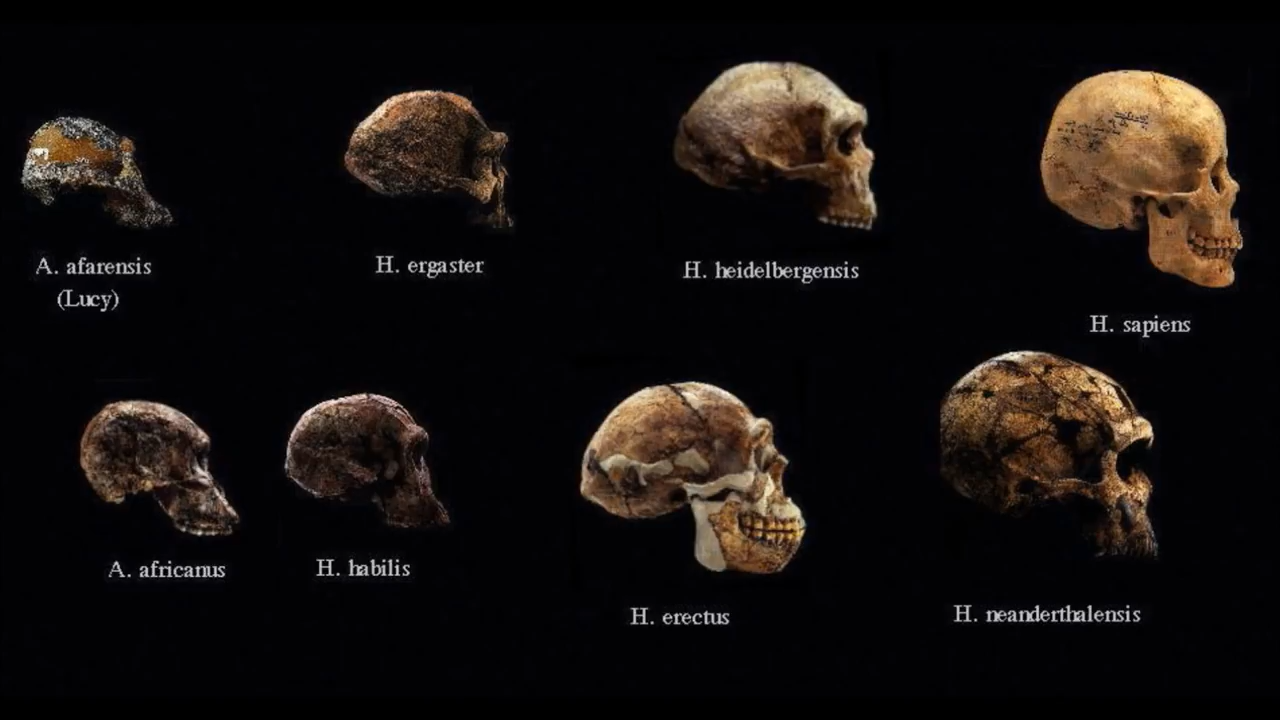 A. afarensis
(Lucy)
H. ergaster
H. heidelbergensis
H. sapiens
A. africanus
H. habilis
H. erectus
H. neanderthalensis